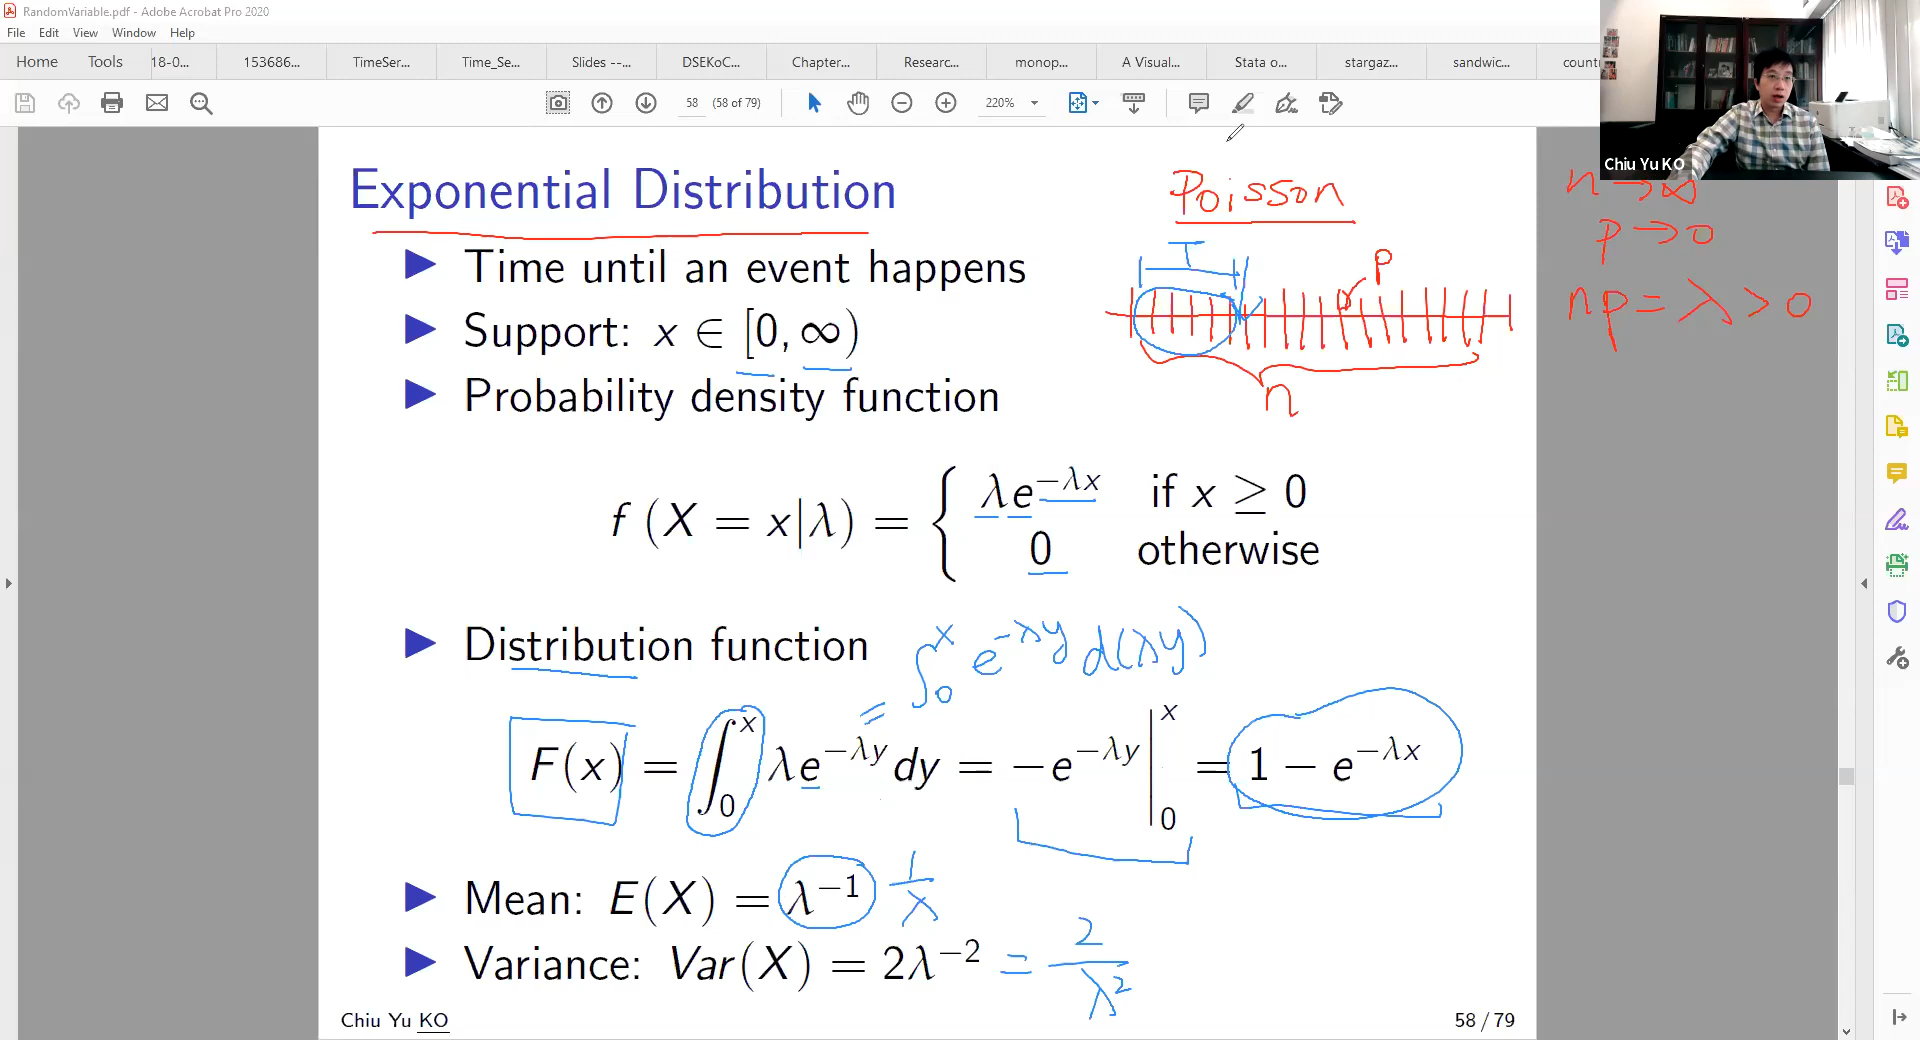 RandomVariable.pdf - Adobe Acrobat Pro 2020
File Edit View Window Help
Home Tools 18-0... 153686... TimeSer... Time_Se... Slides --... DSEKoC... Chapter... Researc... monop... A Visual... Stata o... stargaz... sandwic... count
58 (58 of 79) 220%
Chiu Yu KO
Exponential Distribution
Poisson
n → ∞
p → 0
np = λ > 0
T
p
n
▶ Time until an event happens
▶ Support: x ∈ [0, ∞)
▶ Probability density function
f (X = x|λ) = { λe^{−λx} if x ≥ 0
0 otherwise
▶ Distribution function
= ∫_0^x e^{-λy} d(λy)
F(x) = ∫_0^x λe^{−λy} dy = −e^{−λy} |_0^x = 1 − e^{−λx}
▶ Mean: E(X) = λ^{−1} 1/λ
▶ Variance: Var(X) = 2λ^{−2} = 2/λ^2
Chiu Yu KO
58 / 79